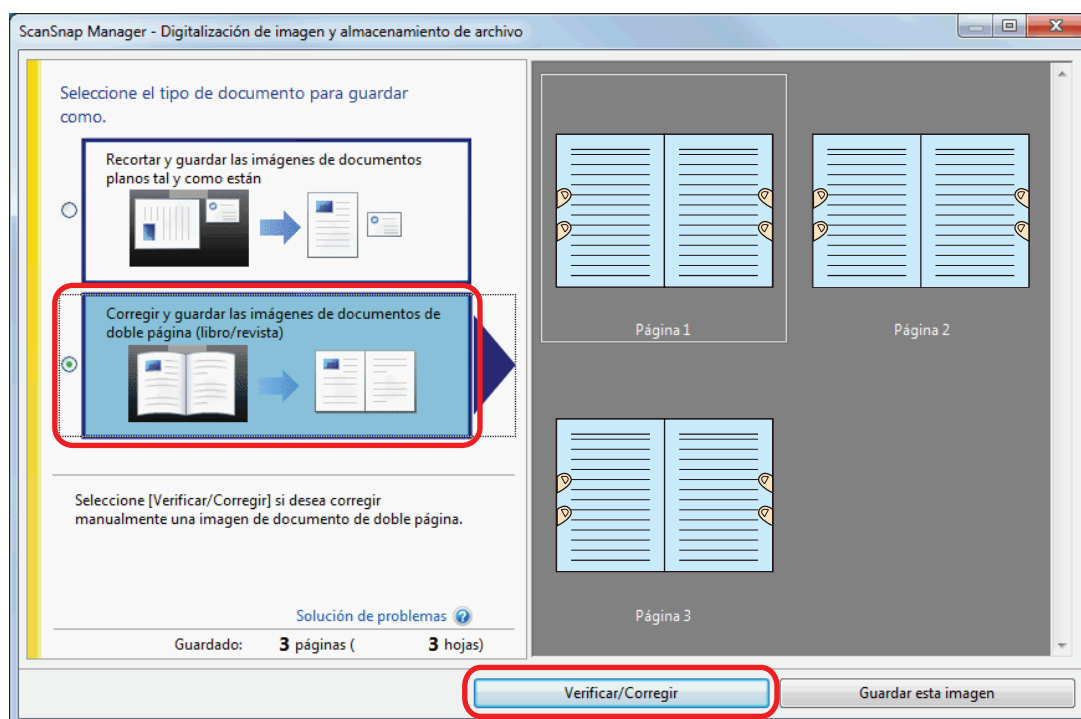 ScanSnap Manager - Digitalización de imagen y almacenamiento de archivo
Seleccione el tipo de documento para guardar
como.
Recortar y guardar las imágenes de documentos
planos tal y como están
Corregir y guardar las imágenes de documentos de
doble página (libro/revista)
Seleccione [Verificar/Corregir] si desea corregir
manualmente una imagen de documento de doble página.
Solución de problemas
Guardado: 3 páginas ( 3 hojas)
Página 1
Página 2
Página 3
Verificar/Corregir
Guardar esta imagen